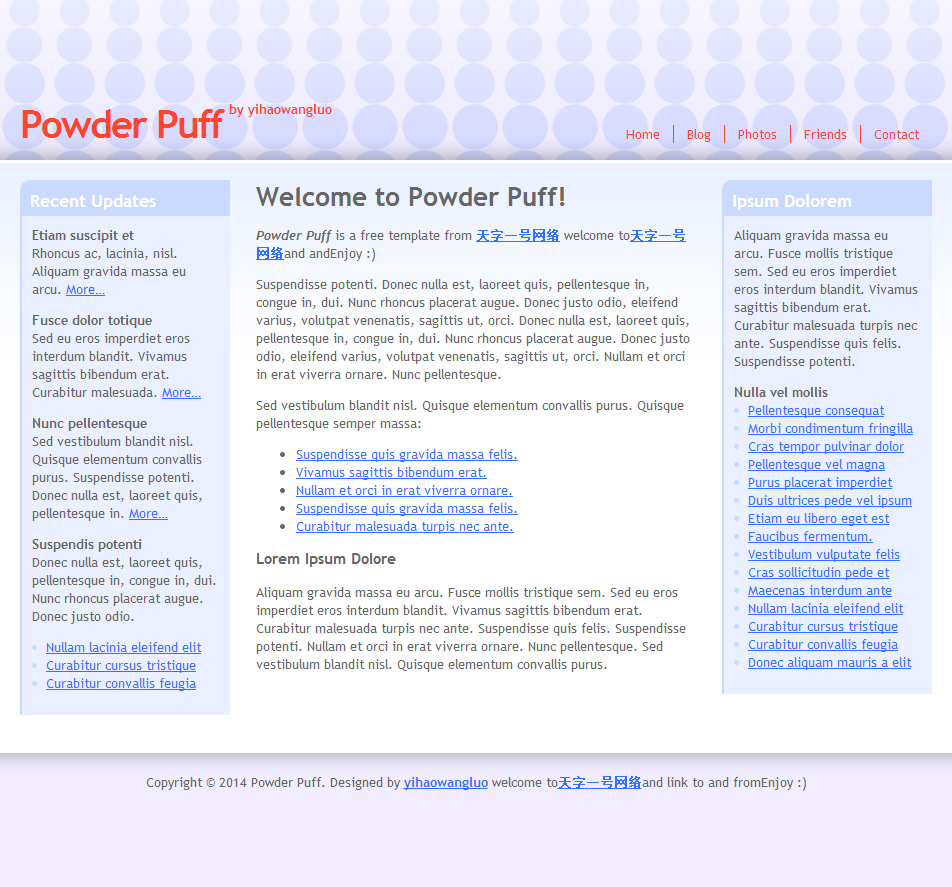 Powder Puff by yihaowangluo
Home
Blog
Photos
Friends
Contact
Recent Updates
Etiam suscipit et
Rhoncus ac, lacinia, nisl.
Aliquam gravida massa eu
arcu. More...
Fusce dolor totique
Sed eu eros imperdiet eros
interdum blandit. Vivamus
sagittis bibendum erat.
Curabitur malesuada. More...
Nunc pellentesque
Sed vestibulum blandit nisl.
Quisque elementum convallis
purus. Suspendisse potenti.
Donec nulla est, laoreet quis,
pellentesque in. More...
Suspendis potenti
Donec nulla est, laoreet quis,
pellentesque in, congue in, dui.
Nunc rhoncus placerat augue.
Donec justo odio.
Nullam lacinia eleifend elit
Curabitur cursus tristique
Curabitur convallis feugia
Welcome to Powder Puff!
Powder Puff is a free template from 天字一号网络 welcome to天字一号
网络and andEnjoy :)
Suspendisse potenti. Donec nulla est, laoreet quis, pellentesque in,
congue in, dui. Nunc rhoncus placerat augue. Donec justo odio, eleifend
varius, volutpat venenatis, sagittis ut, orci. Donec nulla est, laoreet quis,
pellentesque in, congue in, dui. Nunc rhoncus placerat augue. Donec justo
odio, eleifend varius, volutpat venenatis, sagittis ut, orci. Nullam et orci
in erat viverra ornare. Nunc pellentesque.
Sed vestibulum blandit nisl. Quisque elementum convallis purus. Quisque
pellentesque semper massa:
Suspendisse quis gravida massa felis.
Vivamus sagittis bibendum erat.
Nullam et orci in erat viverra ornare.
Suspendisse quis gravida massa felis.
Curabitur malesuada turpis nec ante.
Lorem Ipsum Dolore
Aliquam gravida massa eu arcu. Fusce mollis tristique sem. Sed eu eros
imperdiet eros interdum blandit. Vivamus sagittis bibendum erat.
Curabitur malesuada turpis nec ante. Suspendisse quis felis. Suspendisse
potenti. Nullam et orci in erat viverra ornare. Nunc pellentesque. Sed
vestibulum blandit nisl. Quisque elementum convallis purus.
Ipsum Dolorem
Aliquam gravida massa eu
arcu. Fusce mollis tristique
sem. Sed eu eros imperdiet
eros interdum blandit. Vivamus
sagittis bibendum erat.
Curabitur malesuada turpis nec
ante. Suspendisse quis felis.
Suspendisse potenti.
Nulla vel mollis
Pellentesque consequat
Morbi condimentum fringilla
Cras tempor pulvinar dolor
Pellentesque vel magna
Purus placerat imperdiet
Duis ultrices pede vel ipsum
Etiam eu libero eget est
Faucibus fermentum.
Vestibulum vulputate felis
Cras sollicitudin pede et
Maecenas interdum ante
Nullam lacinia eleifend elit
Curabitur cursus tristique
Curabitur convallis feugia
Donec aliquam mauris a elit
Copyright © 2014 Powder Puff. Designed by yihaowangluo welcome to天字一号网络and link to and fromEnjoy :)